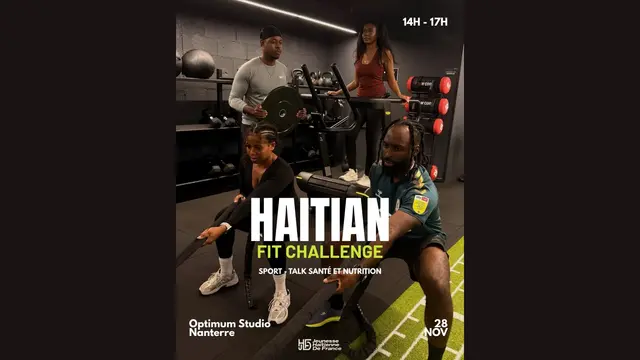 14H - 17H
HAITIAN
FIT CHALLENGE
SPORT - TALK SANTÉ ET NUTRITION
Optimum Studio
Nanterre
28
NOV
Jeunesse
Haïtienne
De France